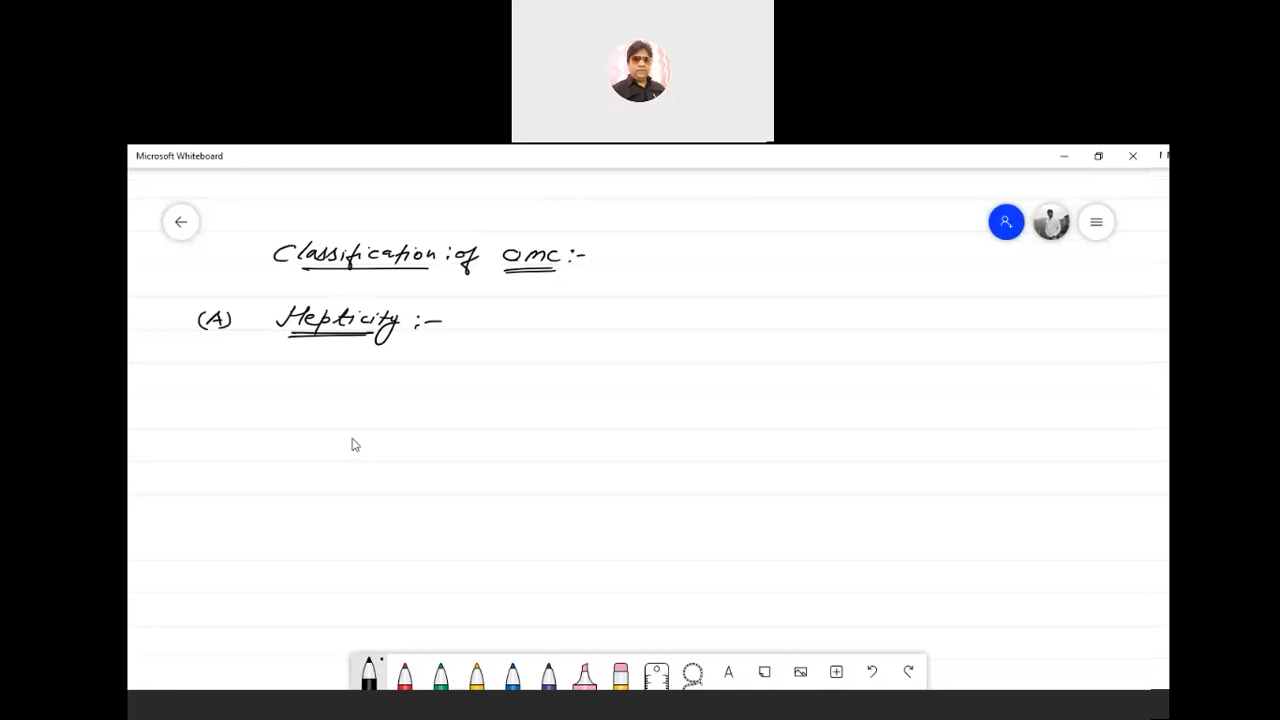 Microsoft Whiteboard
Classification :of OMC :-
(A) Hepticity :-
A